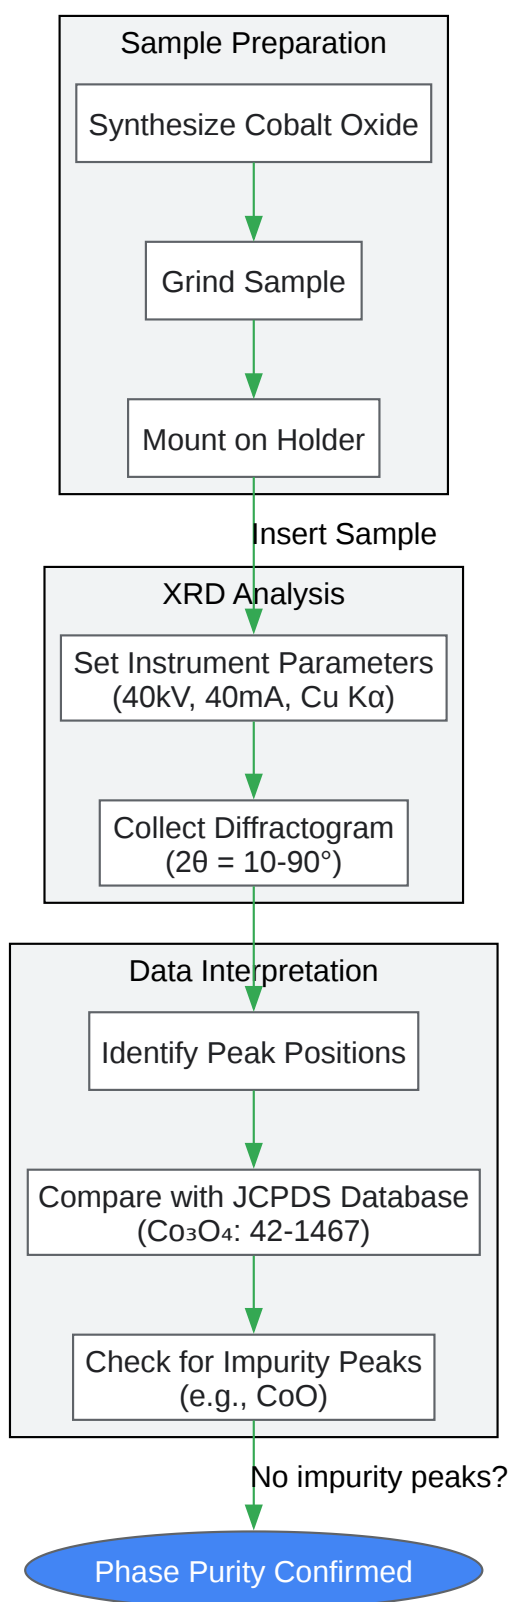 Sample Preparation
Synthesize Cobalt Oxide
Grind Sample
Mount on Holder
Insert Sample
XRD Analysis
Set Instrument Parameters
(40kV, 40mA, Cu Kα)
Collect Diffractogram
(2θ = 10-90°)
Data Interpretation
Identify Peak Positions
Compare with JCPDS Database
(Co₃O₄: 42-1467)
Check for Impurity Peaks
(e.g., CoO)
No impurity peaks?
Phase Purity Confirmed